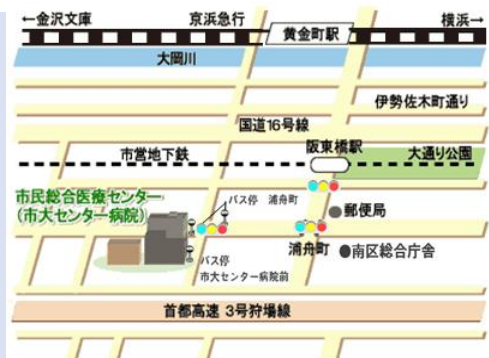 ←金沢文庫 京浜急行 黄金町駅 横浜→
大岡川
伊勢佐木町通り
国道16号線
市営地下鉄 阪東橋駅 大通り公園
市民総合医療センター
(市大センター病院)
バス停 浦舟町
郵便局
浦舟町 南区総合庁舎
バス停
市大センター病院前
首都高速 3号狩場線